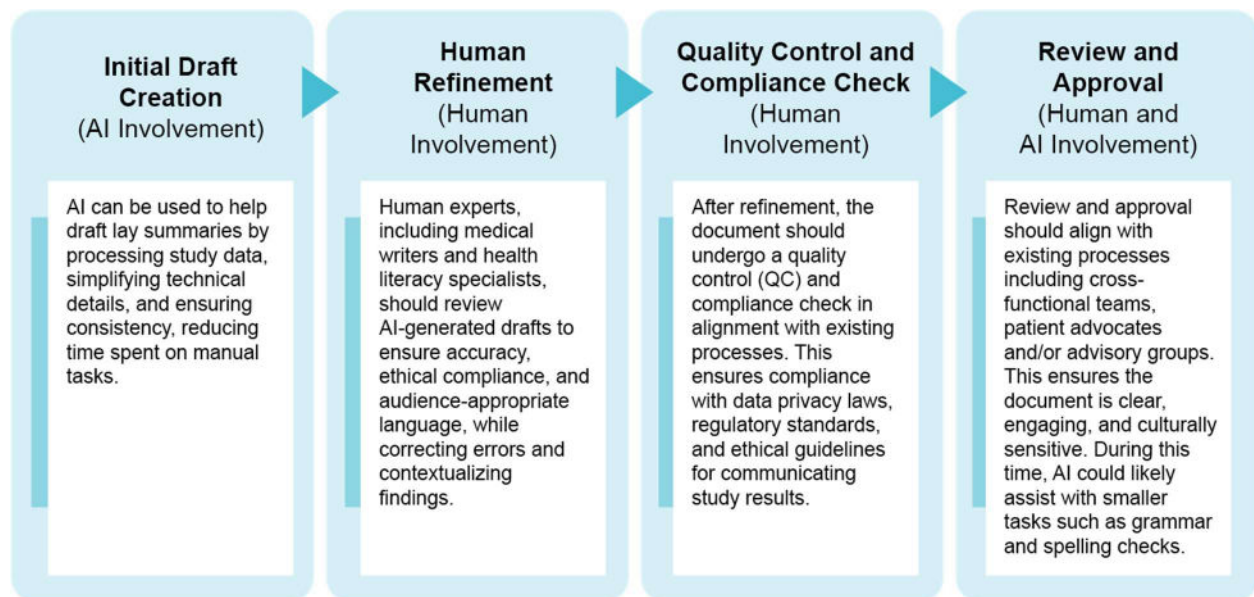 Initial Draft
Creation
(AI Involvement)
AI can be used to help
draft lay summaries by
processing study data,
simplifying technical
details, and ensuring
consistency, reducing
time spent on manual
tasks.
Human
Refinement
(Human
Involvement)
Human experts,
including medical
writers and health
literacy specialists,
should review
AI-generated drafts to
ensure accuracy,
ethical compliance, and
audience-appropriate
language, while
correcting errors and
contextualizing
findings.
Quality Control and
Compliance Check
(Human
Involvement)
After refinement, the
document should
undergo a quality
control (QC) and
compliance check in
alignment with existing
processes. This
ensures compliance
with data privacy laws,
regulatory standards,
and ethical guidelines
for communicating
study results.
Review and
Approval
(Human and
AI Involvement)
Review and approval
should align with
existing processes
including cross-
functional teams,
patient advocates
and/or advisory groups.
This ensures the
document is clear,
engaging, and culturally
sensitive. During this
time, AI could likely
assist with smaller
tasks such as grammar
and spelling checks.